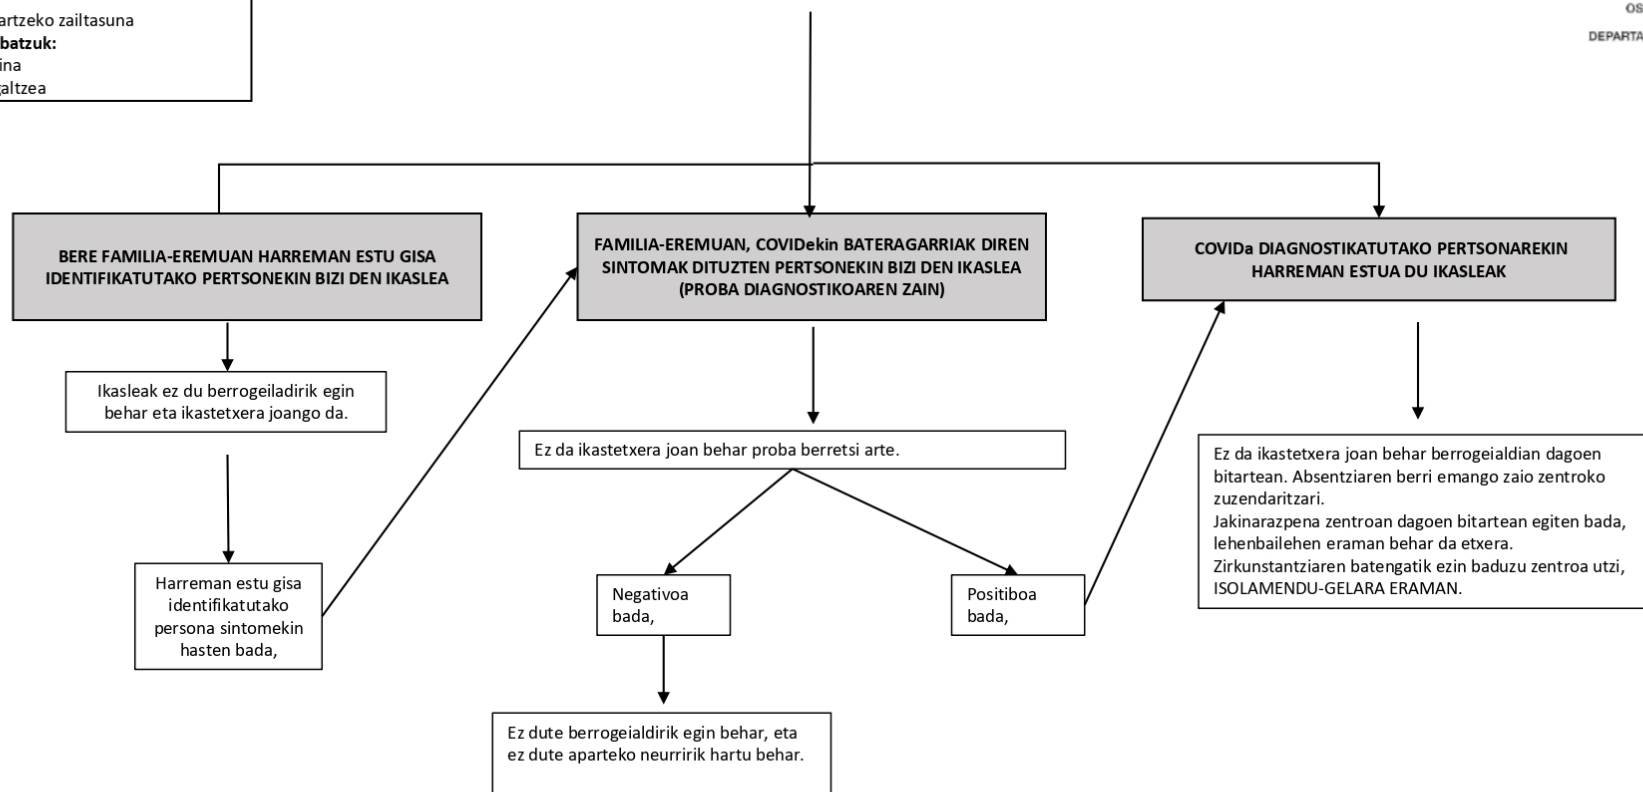 artzeko zailtasuna
batzuk:
ina
galtzea
OS
DEPARTA
BERE FAMILIA-EREMUAN HARREMAN ESTU GISA
IDENTIFIKATUTAKO PERTSONEKIN BIZI DEN IKASLEA
FAMILIA-EREMUAN, COVIDekin BATERAGARRIAK DIREN
SINTOMAK DITUZTEN PERTSONEKIN BIZI DEN IKASLEA
(PROBA DIAGNOSTIKOAREN ZAIN)
COVIDa DIAGNOSTIKATUTAKO PERTSONAREKIN
HARREMAN ESTUA DU IKASLEAK
Ikasleak ez du berrogeiladirik egin
behar eta ikastetxera joango da.
Ez da ikastetxera joan behar proba berretsi arte.
Ez da ikastetxera joan behar berrogeialdian dagoen
bitartean. Absentziaren berri emango zaio zentroko
zuzendaritzari.
Jakinarazpena zentroan dagoen bitartean egiten bada,
lehenbailehen eraman behar da etxera.
Zirkunstantziaren batengatik ezin baduzu zentroa utzi,
ISOLAMENDU-GELARA ERAMAN.
Harreman estu gisa
identifikatutako
persona sintomekin
hasten bada,
Negativoa
bada,
Positiboa
bada,
Ez dute berrogeialdirik egin behar, eta
ez dute aparteko neurririk hartu behar.